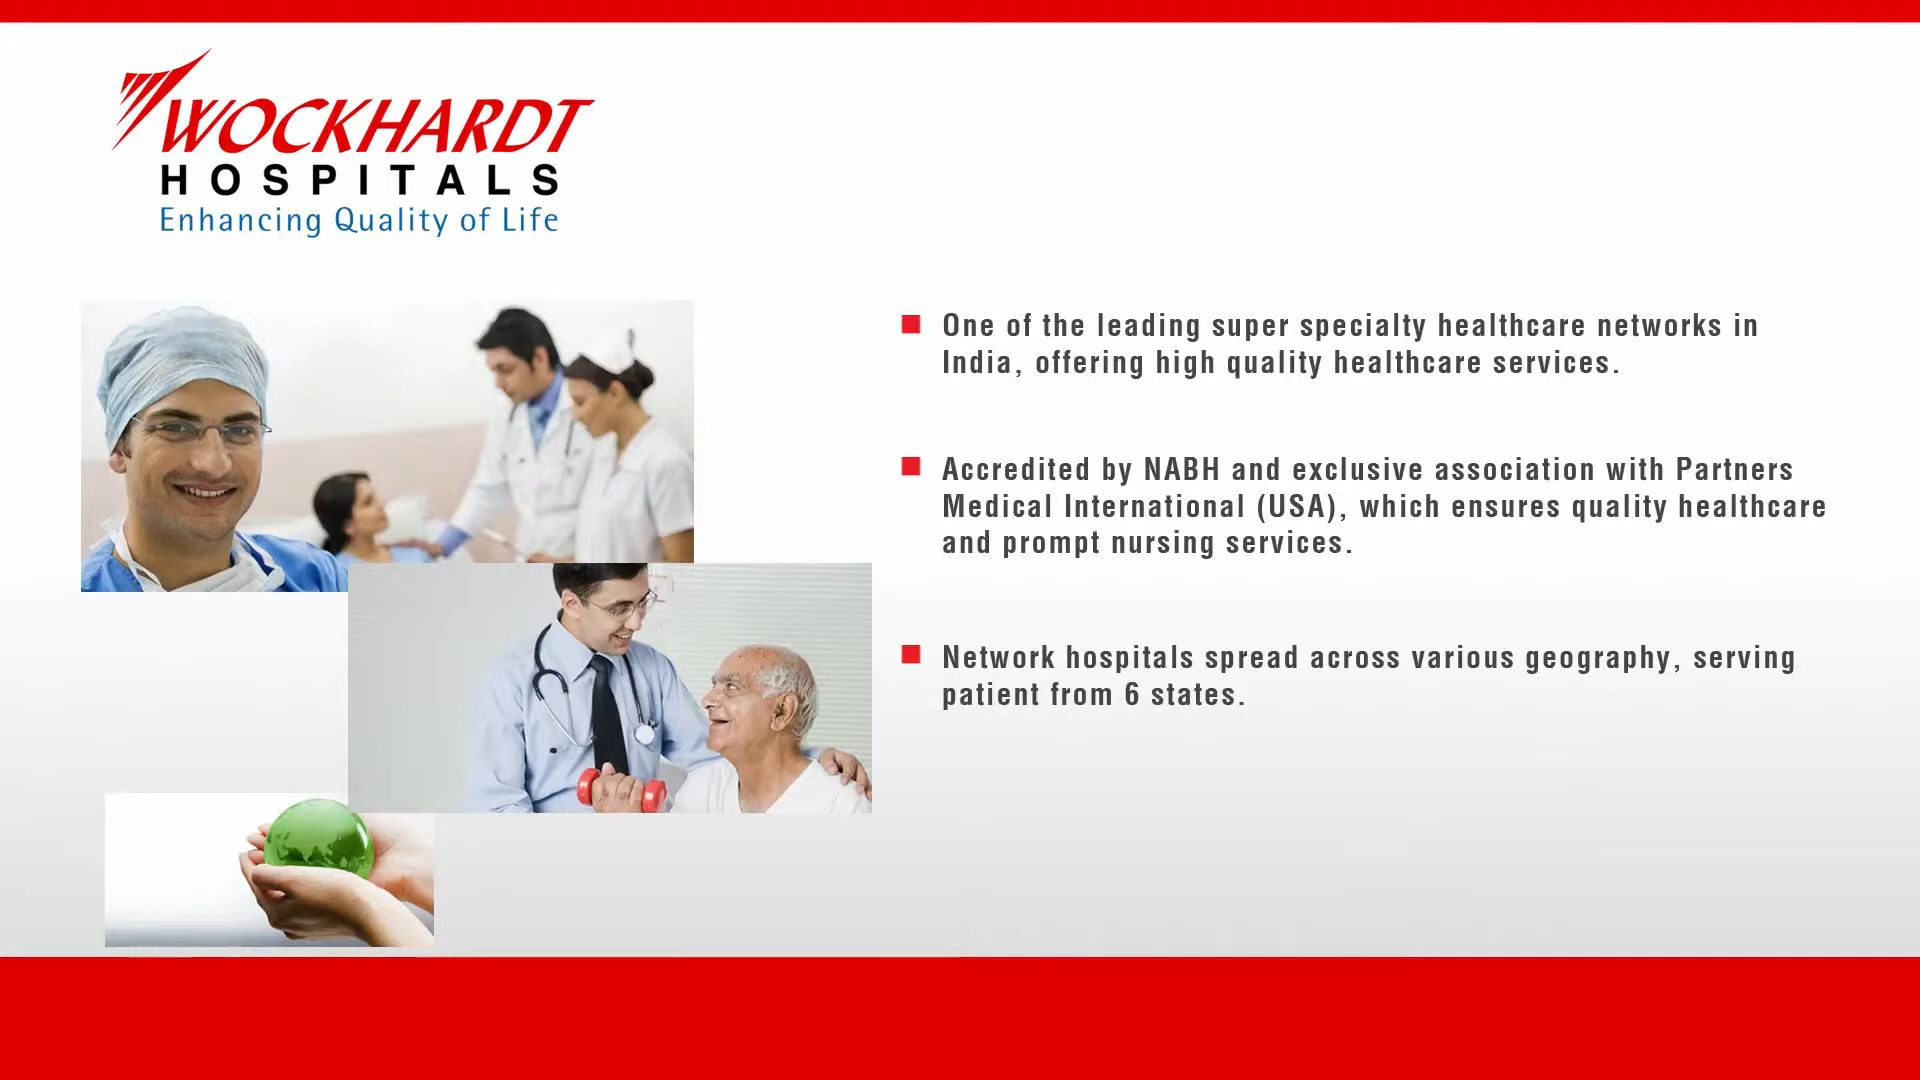 WOCKHARDT
HOSPITALS
Enhancing Quality of Life
One of the leading super specialty healthcare networks in
India, offering high quality healthcare services.
Accredited by NABH and exclusive association with Partners
Medical International (USA), which ensures quality healthcare
and prompt nursing services.
Network hospitals spread across various geography, serving
patient from 6 states.